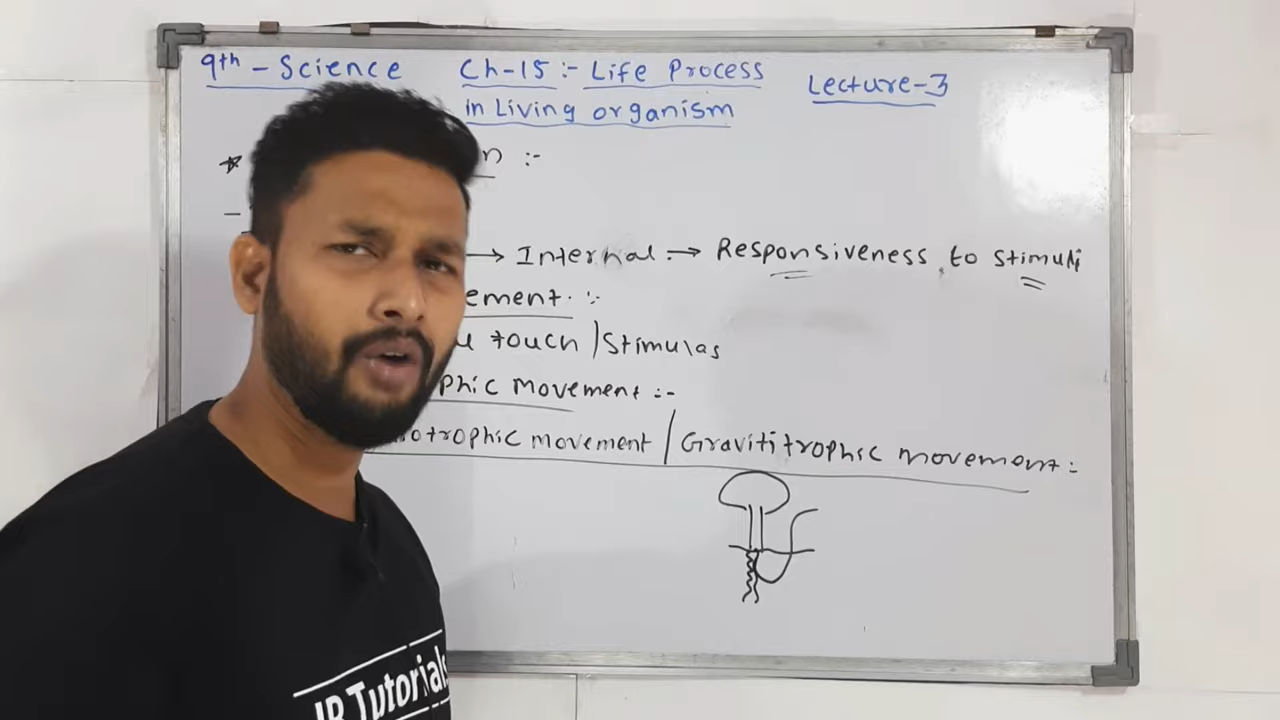 9th - Science Ch-15 :- Life Process Lecture-3
in Living organism
n :-
→ Internal → Responsiveness to stimuli
ement. :-
touch / Stimulas
phic Movement :-
otrophic movement / Gravititrophic movement :-
JR Tutorials